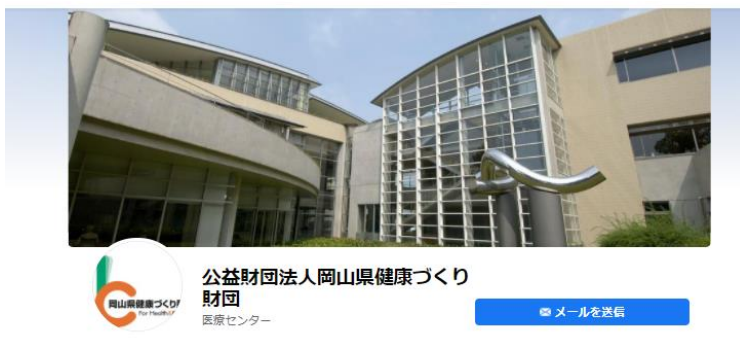 岡山県健康づくり
For Health
公益財団法人岡山県健康づくり
財団
医療センター
メールを送信